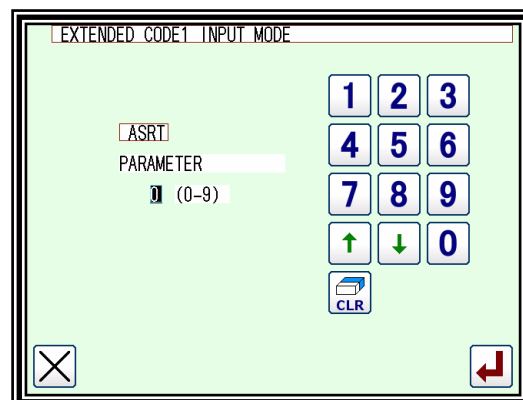 EXTENDED CODE1 INPUT MODE
1 2 3
ASRT
4 5 6
PARAMETER
0 (0-9)
7 8 9
↑ ↓ 0
CLR